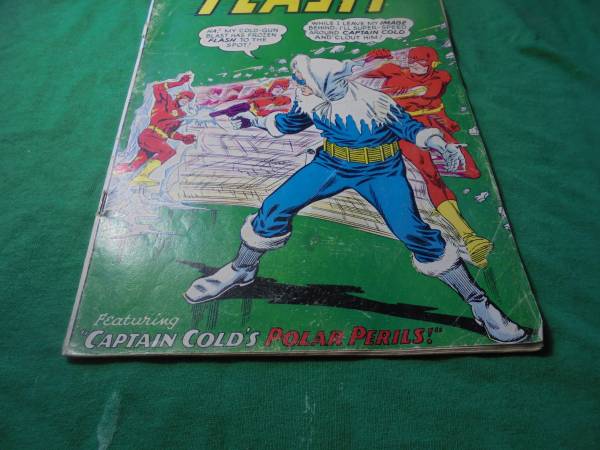 FLASH
HA! MY COLD-GUN
BLAST HAS FROZEN
FLASH TO THE
SPOT!
WHILE I LEAVE MY IMAGE
BEHIND, I'LL SUPER-SPEED
AROUND CAPTAIN COLD
AND CLOUT HIM!
Featuring
"CAPTAIN COLD'S POLAR PERILS!"